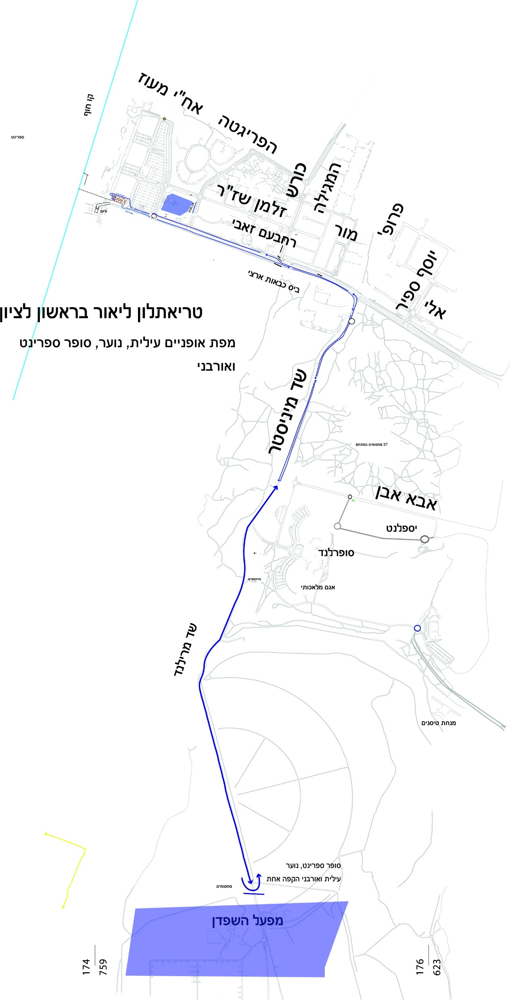 אח"י מעוז
הפריגטה
קו חוף
ספרינט
כורש
המגילה
זלמן שז"ר
פרופ'
מור
רחבעם זאבי
אין חניה
סיום
יוסף ספיר
אלי
ביס כבאות ארצי
טריאתלון ליאור בראשון לציון
מפת אופניים עילית, נוער, סופר ספרינט
ואורבני
שד מיניסטר
37 מחסומים במתחם
אבא אבן
יספלנט
סופרלנד
מחסומים
אגם מלאכותי
שד מרילנד
מנחת טיסנים
סופר ספרינט, נוער
עילית ואורבני הקפה אחת
מחסומים
מפעל השפדן
174
759
176
623